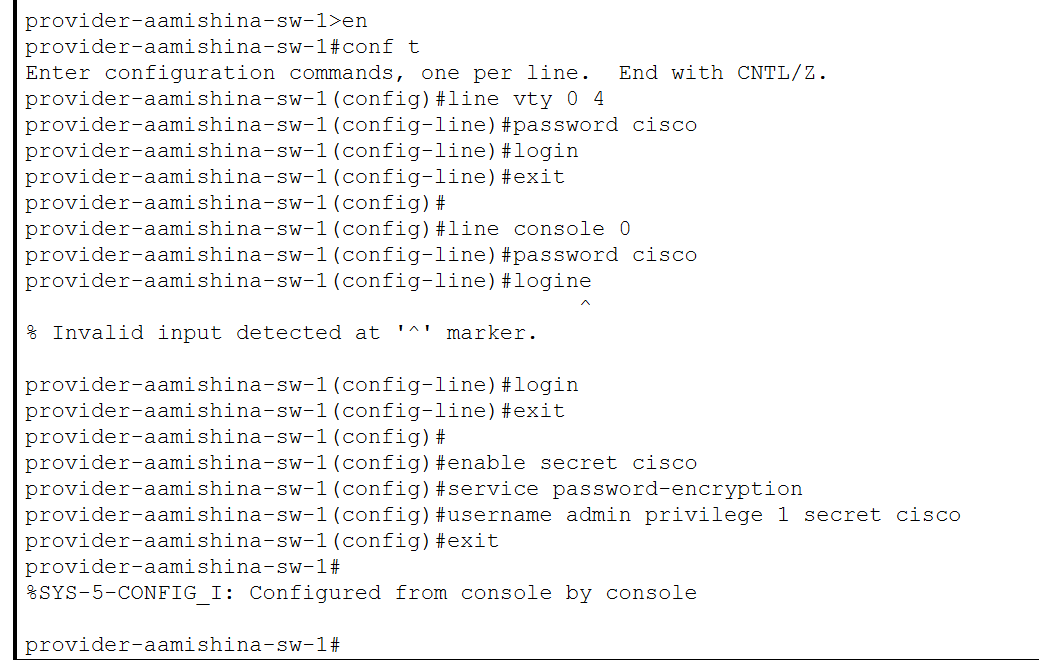 provider-aamishina-sw-1>en
provider-aamishina-sw-1#conf t
Enter configuration commands, one per line.  End with CNTL/Z.
provider-aamishina-sw-1(config)#line vty 0 4
provider-aamishina-sw-1(config-line)#password cisco
provider-aamishina-sw-1(config-line)#login
provider-aamishina-sw-1(config-line)#exit
provider-aamishina-sw-1(config)#
provider-aamishina-sw-1(config)#line console 0
provider-aamishina-sw-1(config-line)#password cisco
provider-aamishina-sw-1(config-line)#logine
^
% Invalid input detected at '^' marker.
provider-aamishina-sw-1(config-line)#login
provider-aamishina-sw-1(config-line)#exit
provider-aamishina-sw-1(config)#
provider-aamishina-sw-1(config)#enable secret cisco
provider-aamishina-sw-1(config)#service password-encryption
provider-aamishina-sw-1(config)#username admin privilege 1 secret cisco
provider-aamishina-sw-1(config)#exit
provider-aamishina-sw-1#
%SYS-5-CONFIG_I: Configured from console by console
provider-aamishina-sw-1#